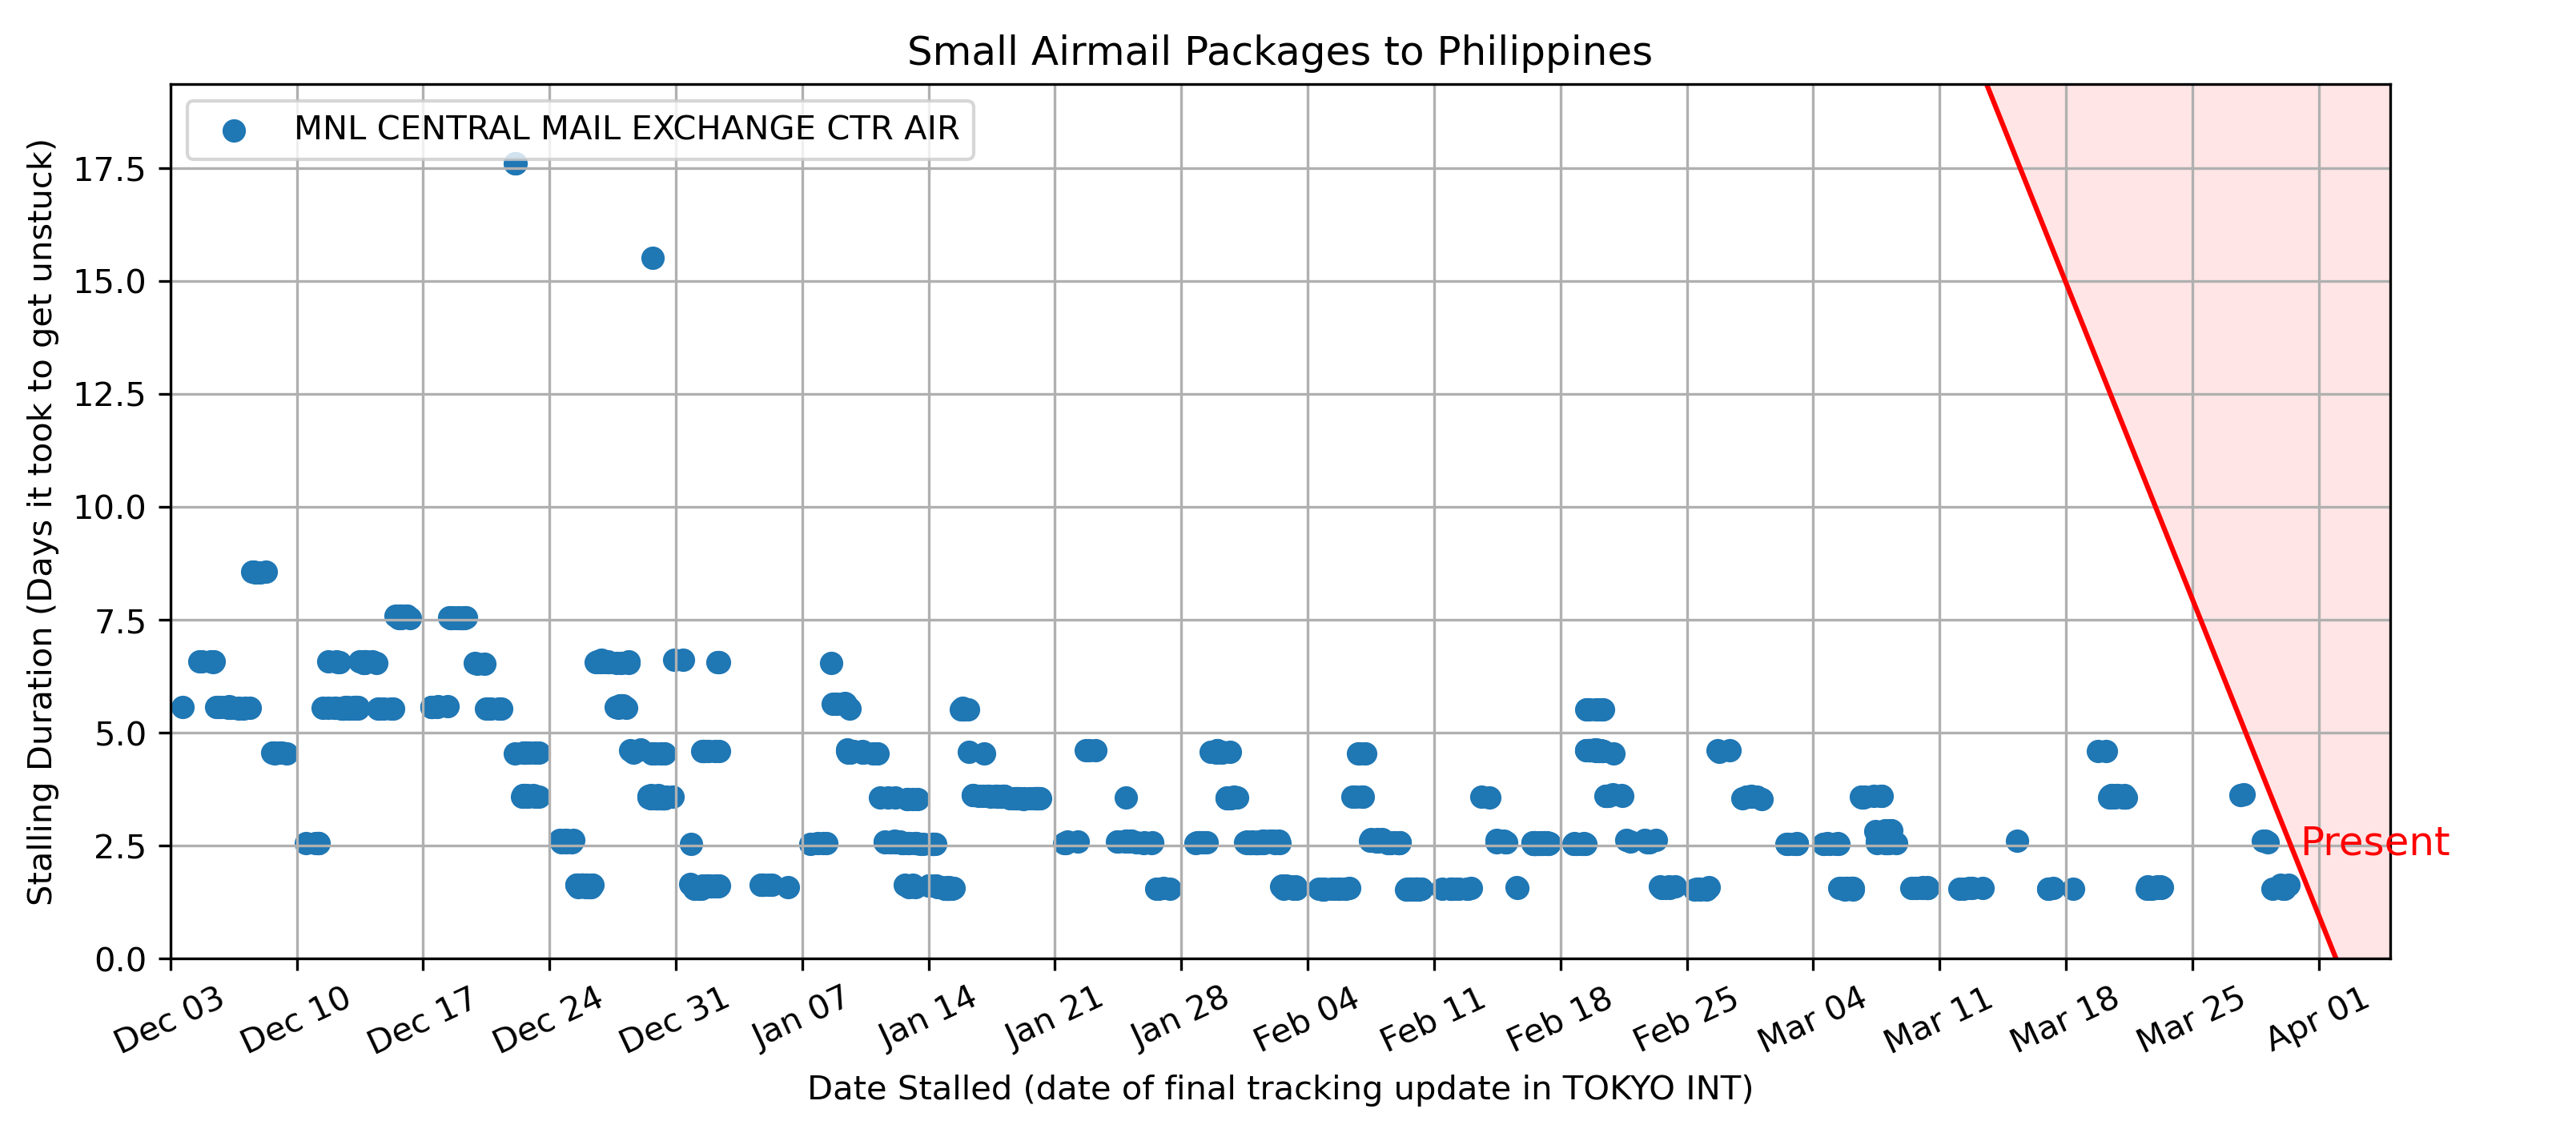 Small Airmail Packages to Philippines
MNL CENTRAL MAIL EXCHANGE CTR AIR
Stalling Duration (Days it took to get unstuck)
17.5
15.0
12.5
10.0
7.5
5.0
2.5
0.0
Present
Dec 03
Dec 10
Dec 17
Dec 24
Dec 31
Jan 07
Jan 14
Jan 21
Jan 28
Feb 04
Feb 11
Feb 18
Feb 25
Mar 04
Mar 11
Mar 18
Mar 25
Apr 01
Date Stalled (date of final tracking update in TOKYO INT)